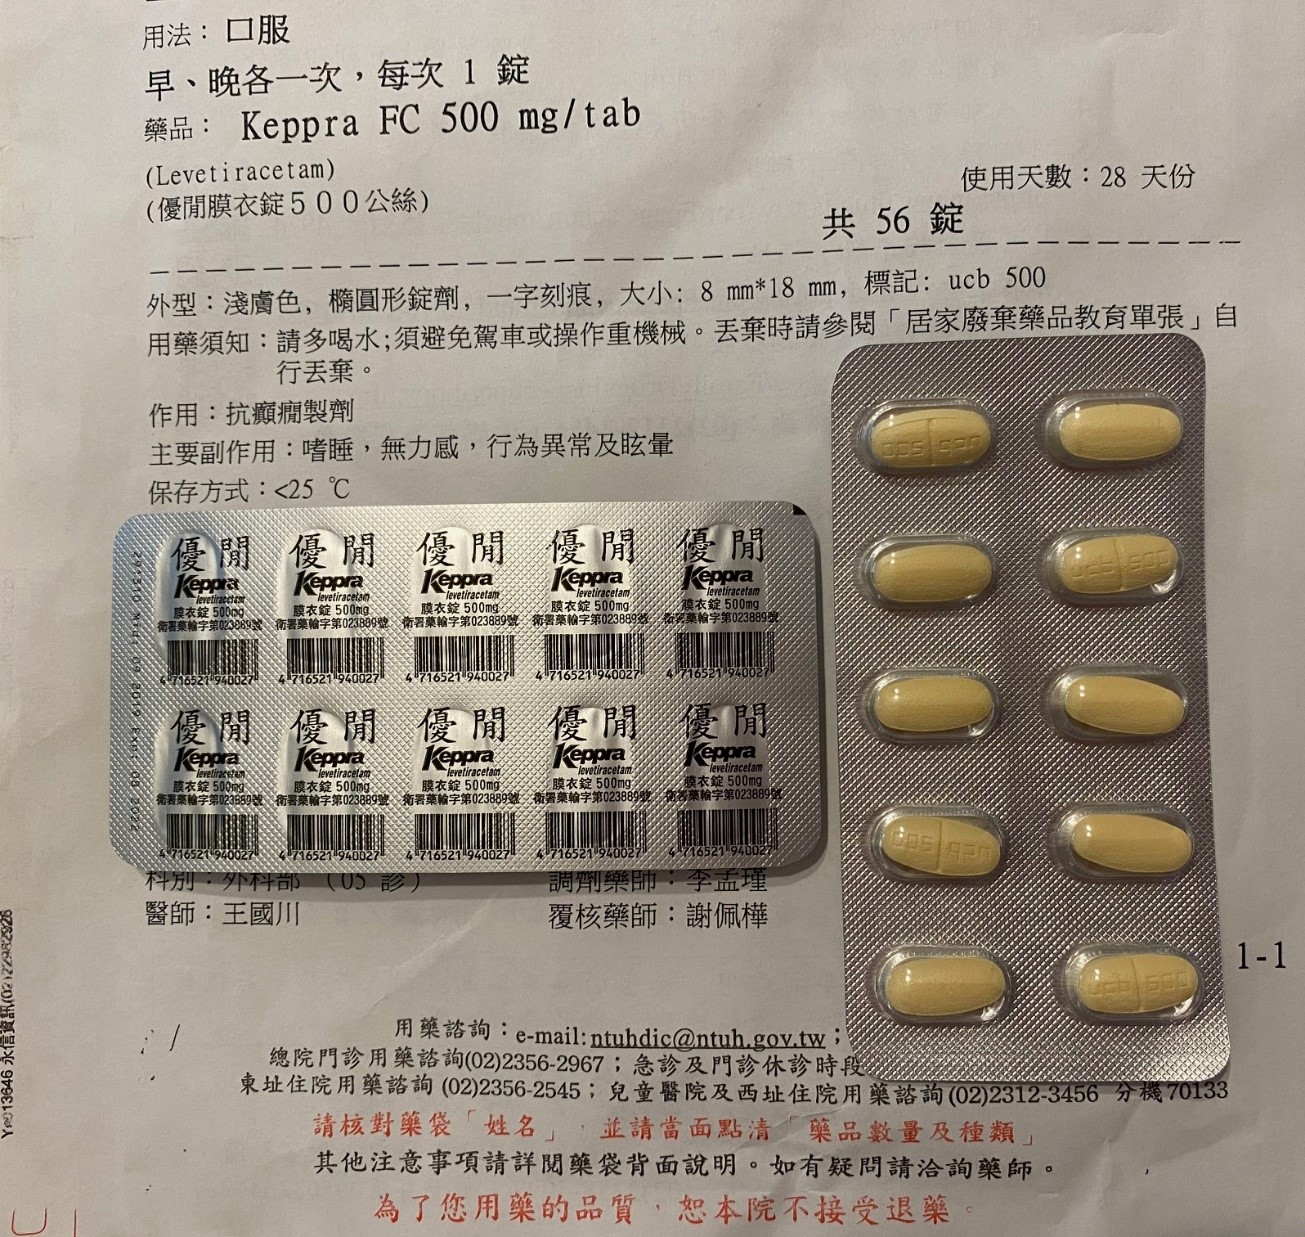 用法：口服
早、晚各一次，每次 1 錠
藥品： Keppra FC 500 mg/tab
(Levetiracetam)
(優閒膜衣錠５００公絲)
使用天數：28 天份
共 56 錠
外型：淺膚色, 橢圓形錠劑, 一字刻痕, 大小: 8 mm*18 mm, 標記: ucb 500
用藥須知：請多喝水;須避免駕車或操作重機械。丟棄時請參閱「居家廢棄藥品教育單張」自
行丟棄。
作用：抗癲癇製劑
主要副作用：嗜睡，無力感，行為異常及眩暈
保存方式：<25 ℃
優閒 優閒 優閒 優閒 優閒
Keppra Keppra Keppra Keppra Keppra
levetiracetam levetiracetam levetiracetam levetiracetam levetiracetam
膜衣錠 500mg 膜衣錠 500mg 膜衣錠 500mg 膜衣錠 500mg 膜衣錠 500mg
衛署藥輸字第023889號 衛署藥輸字第023889號 衛署藥輸字第023889號 衛署藥輸字第023889號 衛署藥輸字第023889號
4 716521 940027 4 716521 940027 4 716521 940027 4 716521 940027 4 716521 940027
優閒 優閒 優閒 優閒 優閒
Keppra Keppra Keppra Keppra Keppra
levetiracetam levetiracetam levetiracetam levetiracetam levetiracetam
膜衣錠 500mg 膜衣錠 500mg 膜衣錠 500mg 膜衣錠 500mg 膜衣錠 500mg
衛署藥輸字第023889號 衛署藥輸字第023889號 衛署藥輸字第023889號 衛署藥輸字第023889號 衛署藥輸字第023889號
4 716521 940027 4 716521 940027 4 716521 940027 4 716521 940027 4 716521 940027
ucb 500
ucb 500
ucb 500
ucb 500
科別：外科部 （05 診） 調劑藥師：李孟瑾
醫師：王國川 覆核藥師：謝佩樺
1-1
用藥諮詢：e-mail:ntuhdic@ntuh.gov.tw；
總院門診用藥諮詢(02)2356-2967；急診及門診休診時段
東址住院用藥諮詢 (02)2356-2545；兒童醫院及西址住院用藥諮詢(02)2312-3456 分機70133
請核對藥袋「姓名」，並請當面點清「藥品數量及種類」
其他注意事項請詳閱藥袋背面說明。如有疑問請洽詢藥師。
為了您用藥的品質，恕本院不接受退藥。
永信資訊(02)22982926